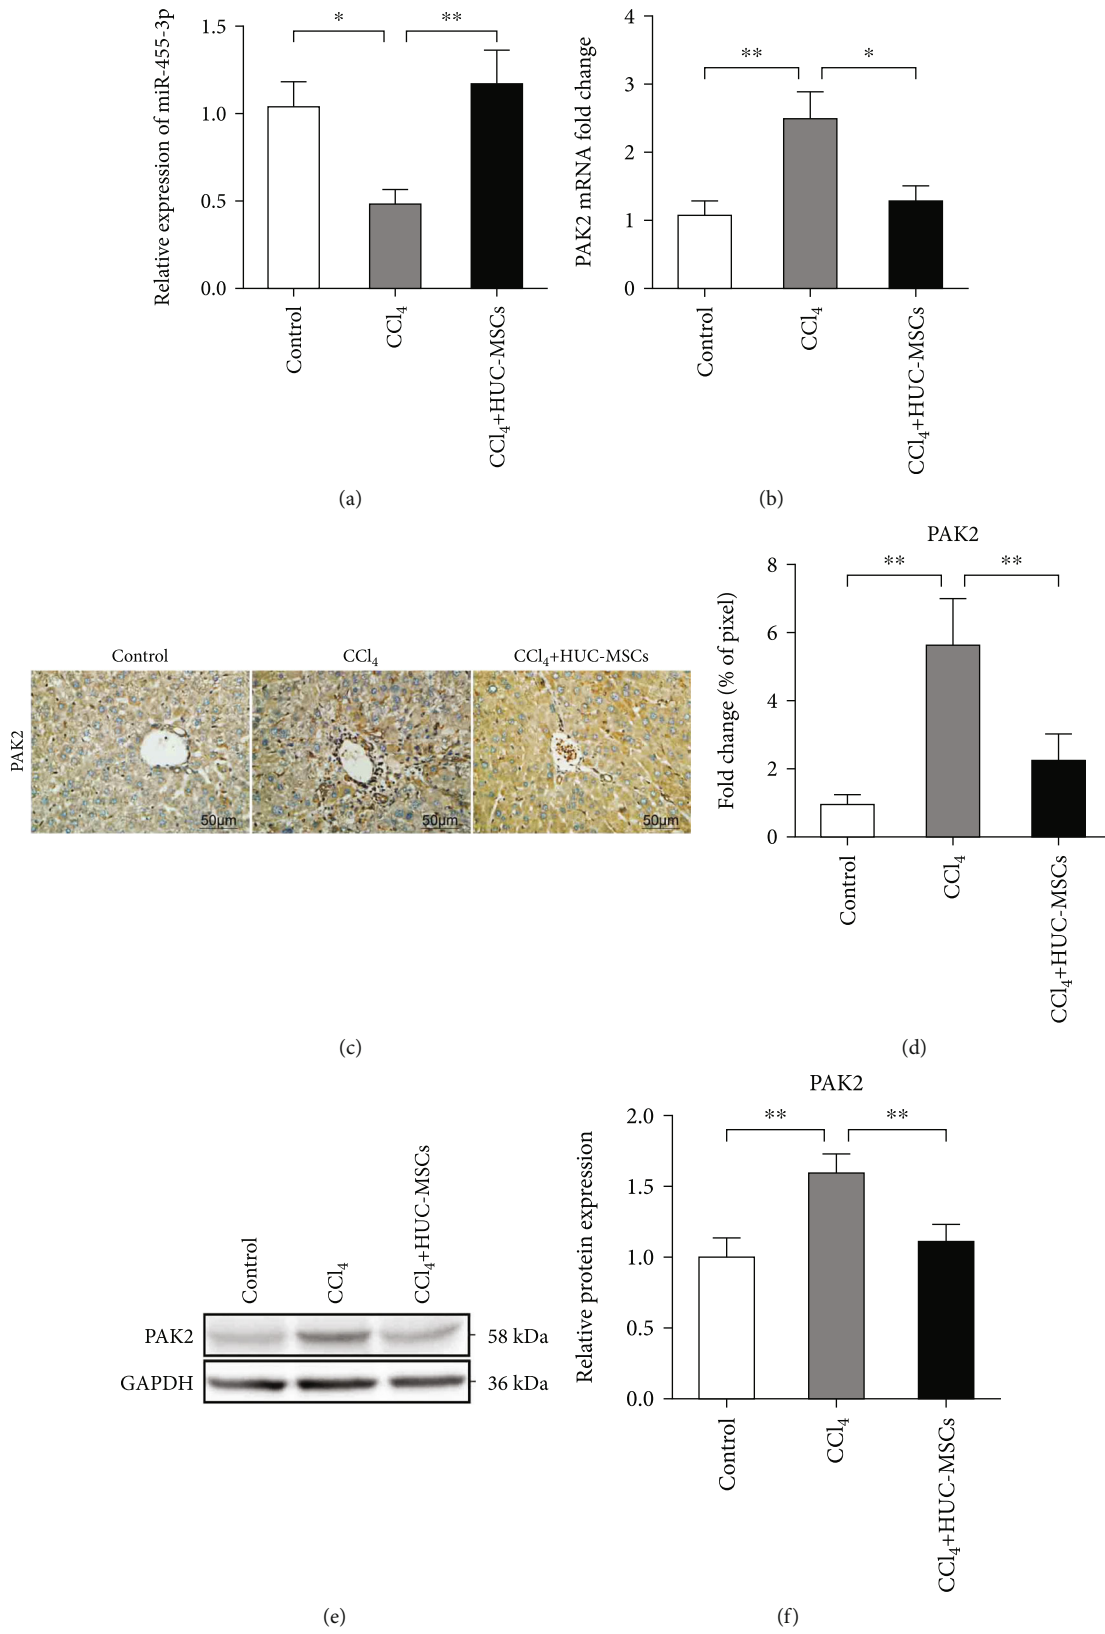 Relative expression of miR-455-3p
1.5
1.0
0.5
0.0
*
**
Control
CCl4
CCl4+HUC-MSCs
(a)
PAK2 mRNA fold change
4
3
2
1
0
**
*
Control
CCl4
CCl4+HUC-MSCs
(b)
PAK2
Control
CCl4
CCl4+HUC-MSCs
50μm
50μm
50μm
(c)
PAK2
Fold change (% of pixel)
8
6
4
2
0
**
**
Control
CCl4
CCl4+HUC-MSCs
(d)
Control
CCl4
CCl4+HUC-MSCs
PAK2
58 kDa
GAPDH
36 kDa
(e)
PAK2
Relative protein expression
2.0
1.5
1.0
0.5
0.0
**
**
Control
CCl4
CCl4+HUC-MSCs
(f)